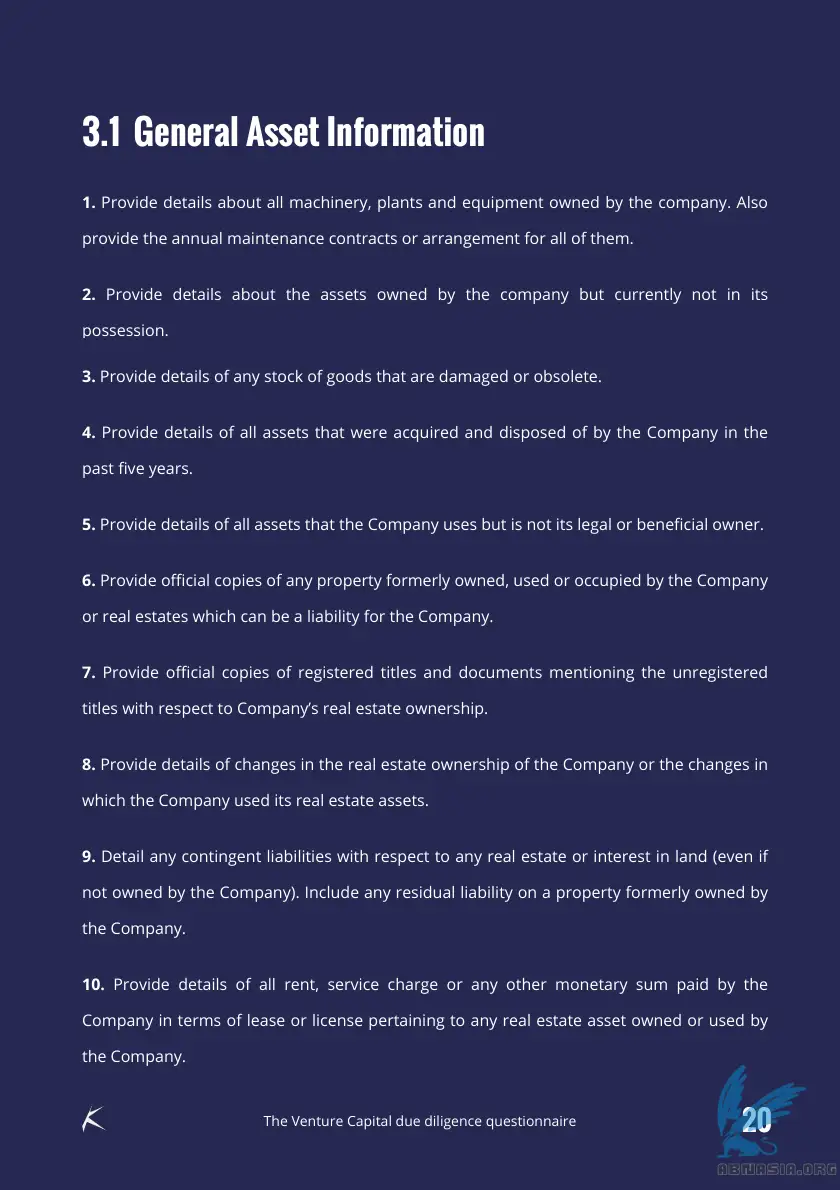 3.1 General Asset Information
1. Provide details about all machinery, plants and equipment owned by the company. Also
provide the annual maintenance contracts or arrangement for all of them.
2. Provide details about the assets owned by the company but currently not in its
possession.
3. Provide details of any stock of goods that are damaged or obsolete.
4. Provide details of all assets that were acquired and disposed of by the Company in the
past five years.
5. Provide details of all assets that the Company uses but is not its legal or beneficial owner.
6. Provide official copies of any property formerly owned, used or occupied by the Company
or real estates which can be a liability for the Company.
7. Provide official copies of registered titles and documents mentioning the unregistered
titles with respect to Company’s real estate ownership.
8. Provide details of changes in the real estate ownership of the Company or the changes in
which the Company used its real estate assets.
9. Detail any contingent liabilities with respect to any real estate or interest in land (even if
not owned by the Company). Include any residual liability on a property formerly owned by
the Company.
10. Provide details of all rent, service charge or any other monetary sum paid by the
Company in terms of lease or license pertaining to any real estate asset owned or used by
the Company.
The Venture Capital due diligence questionnaire
20
ABNASIA.ORG